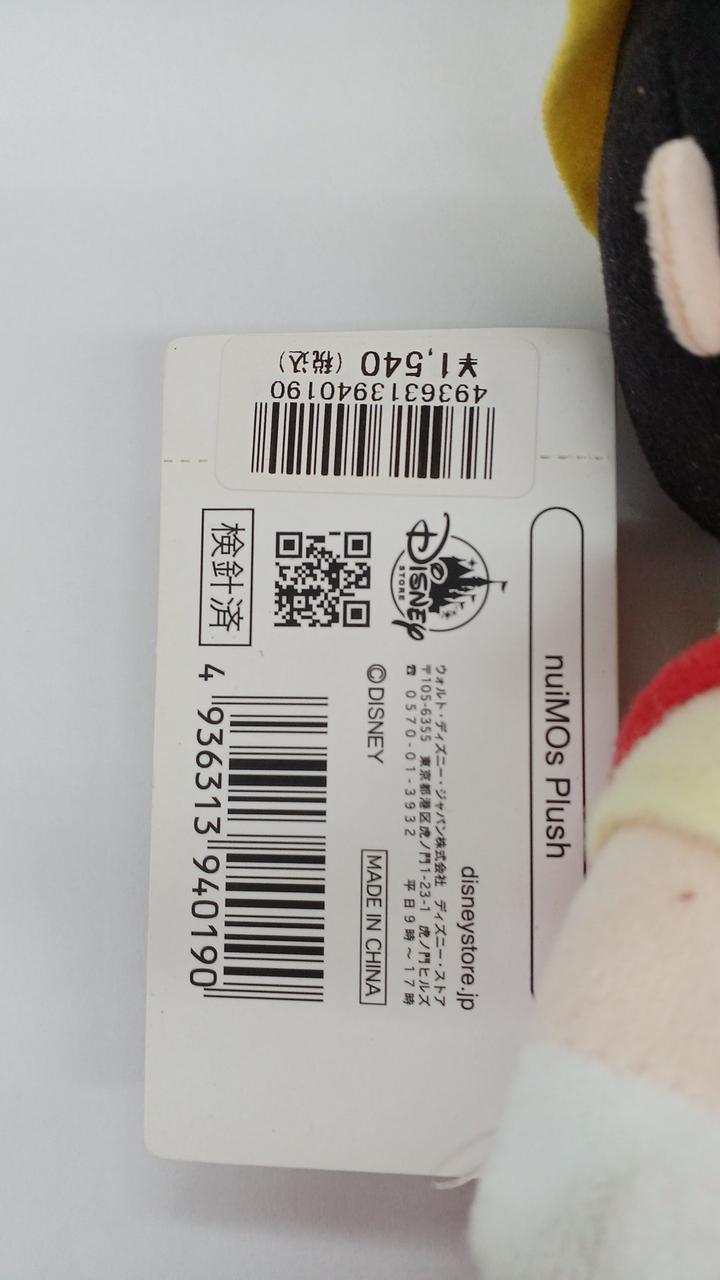 ¥1,540（税込）
4936313940190
nuiMOs Plush
Disney
STORE
検針済
disneystore.jp
ウォルト・ディズニー・ジャパン株式会社 ディズニー・ストア
〒105-6355 東京都港区虎ノ門1-23-1 虎ノ門ヒルズ
☎ 0570-01-3932 平日9時～17時
©DISNEY
MADE IN CHINA
4 936313 940190